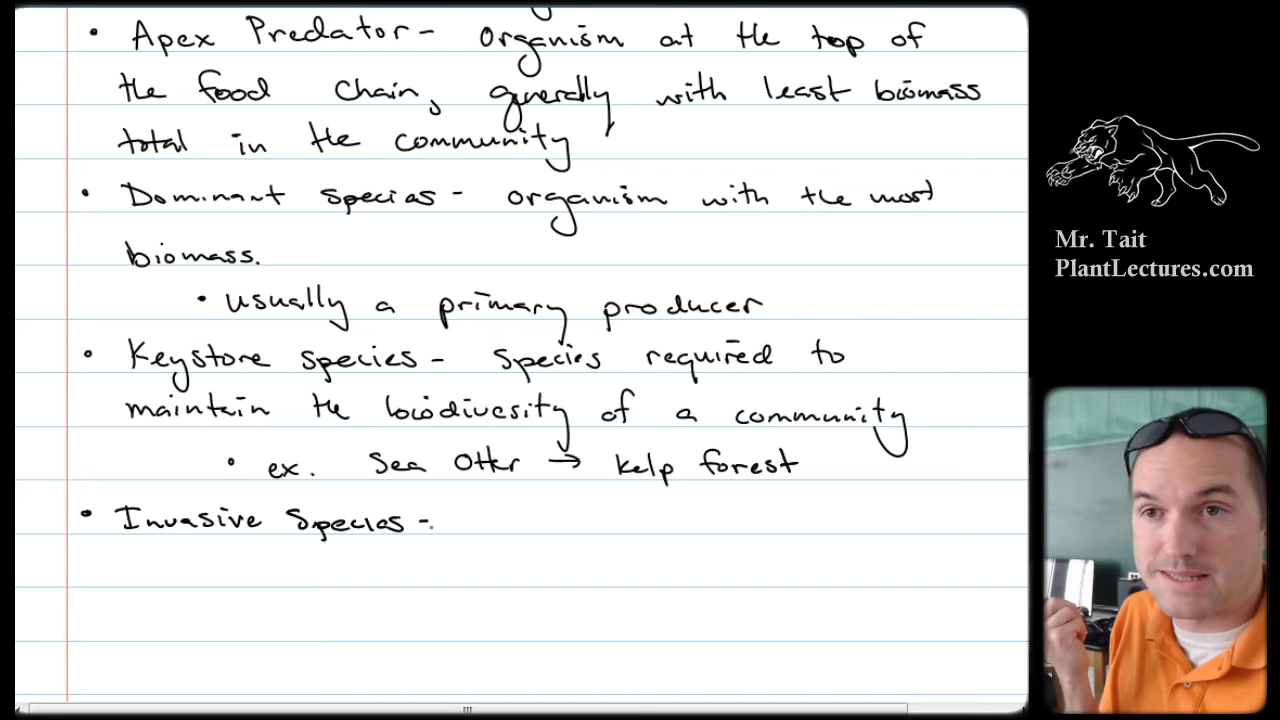 • Apex Predator - organism at the top of
the food chain, generally with least biomass
total in the community
• Dominant species - organism with the most
biomass.
• usually a primary producer
• Keystone species - species required to
maintain the biodiversity of a community
• ex. Sea Otter → kelp forest
• Invasive Species -
Mr. Tait
PlantLectures.com